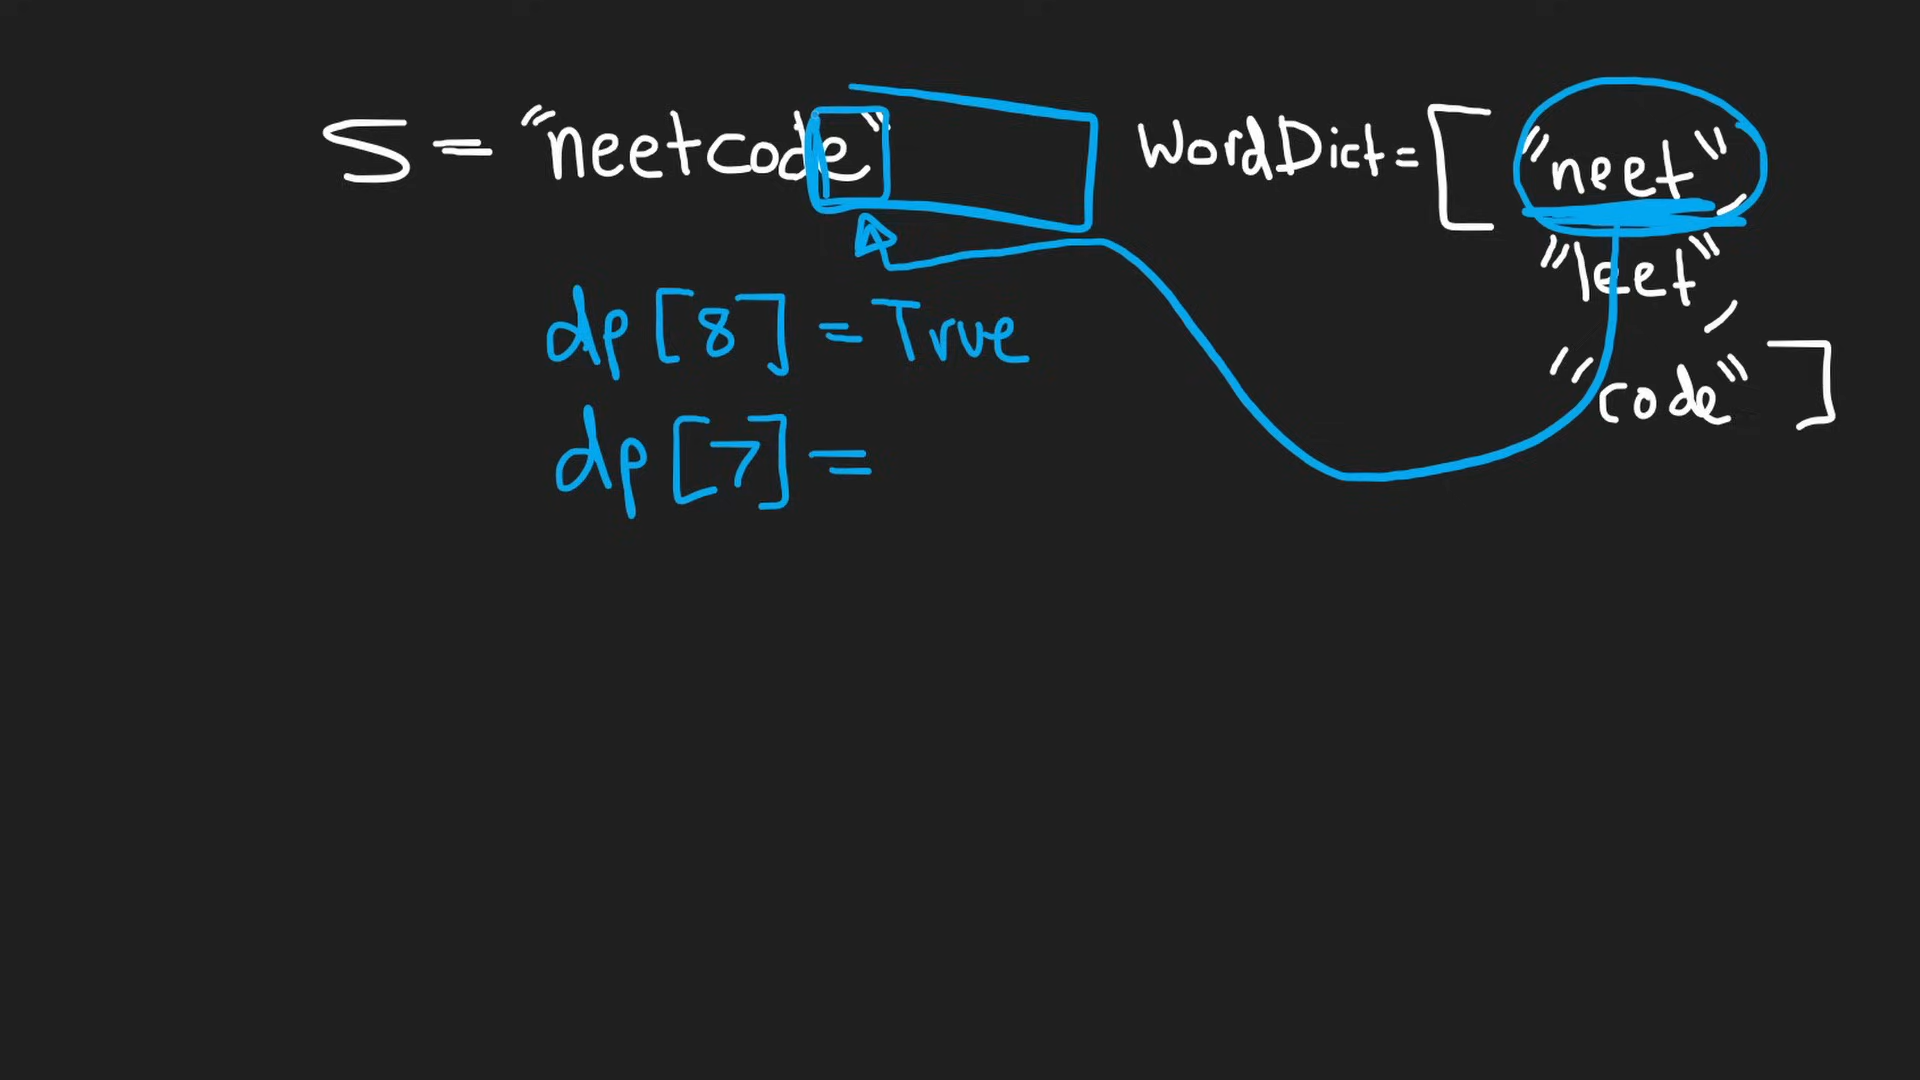 S = "neetcode" WordDict = [ "neet",
"leet",
"code" ]
dp[8] = True
dp[7] =